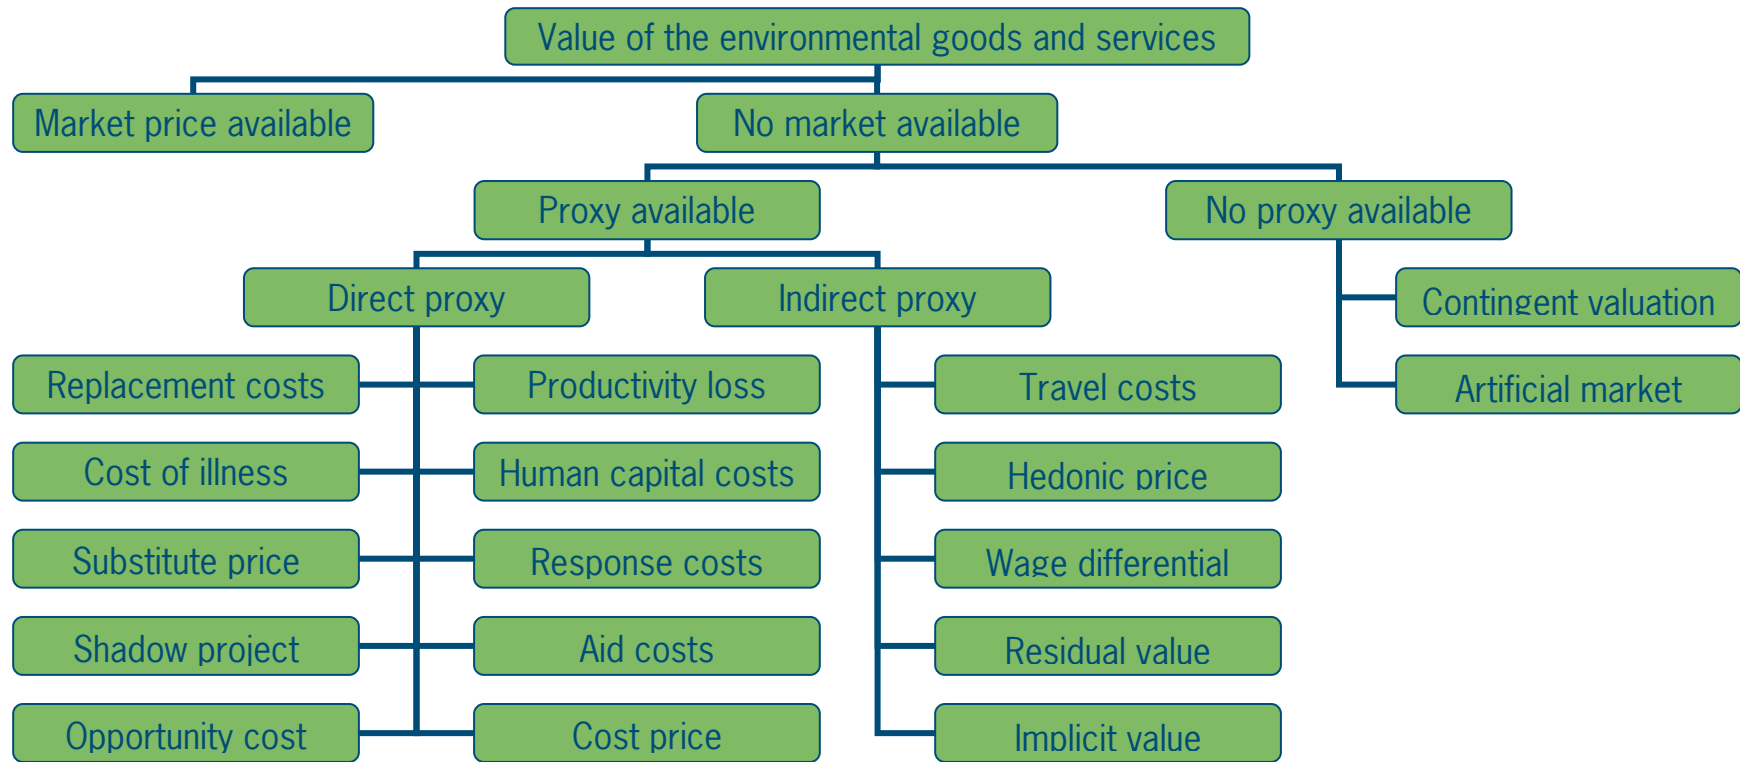 Value of the environmental goods and services
Market price available
No market available
Proxy available
No proxy available
Direct proxy
Indirect proxy
Contingent valuation
Replacement costs
Productivity loss
Travel costs
Artificial market
Cost of illness
Human capital costs
Hedonic price
Substitute price
Response costs
Wage differential
Shadow project
Aid costs
Residual value
Opportunity cost
Cost price
Implicit value